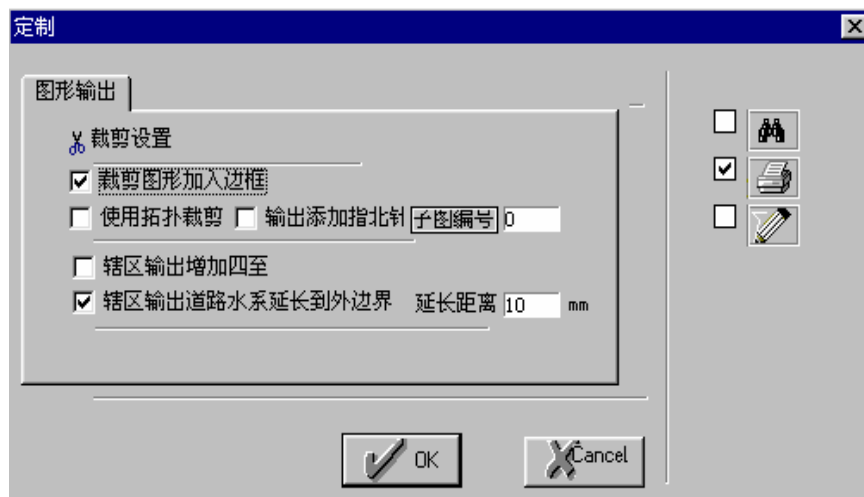 定制
图形输出
裁剪设置
裁剪图形加入边框
使用拓扑裁剪 输出添加指北针 子图编号 0
辖区输出增加四至
辖区输出道路水系延长到外边界 延长距离 10 mm
OK Cancel